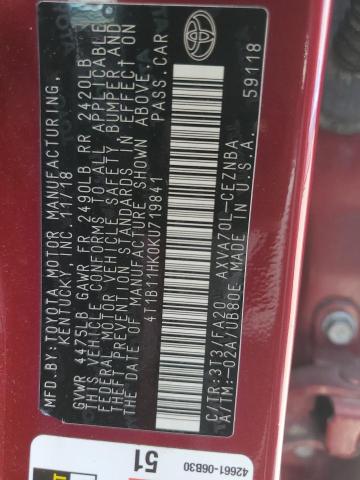 MFD.BY:TOYOTA MOTOR MANUFACTURING,
KENTUCKY, INC. 11/18
GVWR 4475LB GAWR FR 2490LB RR 2420LB
THIS VEHICLE CONFORMS TO ALL APPLICABLE
FEDERAL MOTOR VEHICLE SAFETY, BUMPER, AND
THEFT PREVENTION STANDARDS IN EFFECT ON
THE DATE OF MANUFACTURE SHOWN ABOVE.
4T1B11HK0KU719841 PASS.CAR
C/TR:3T3/FA20 AXVA70L-CEZNBA
A/TM:-02A/UB80E MADE IN U.S.A.
59118
42661-06B30
51